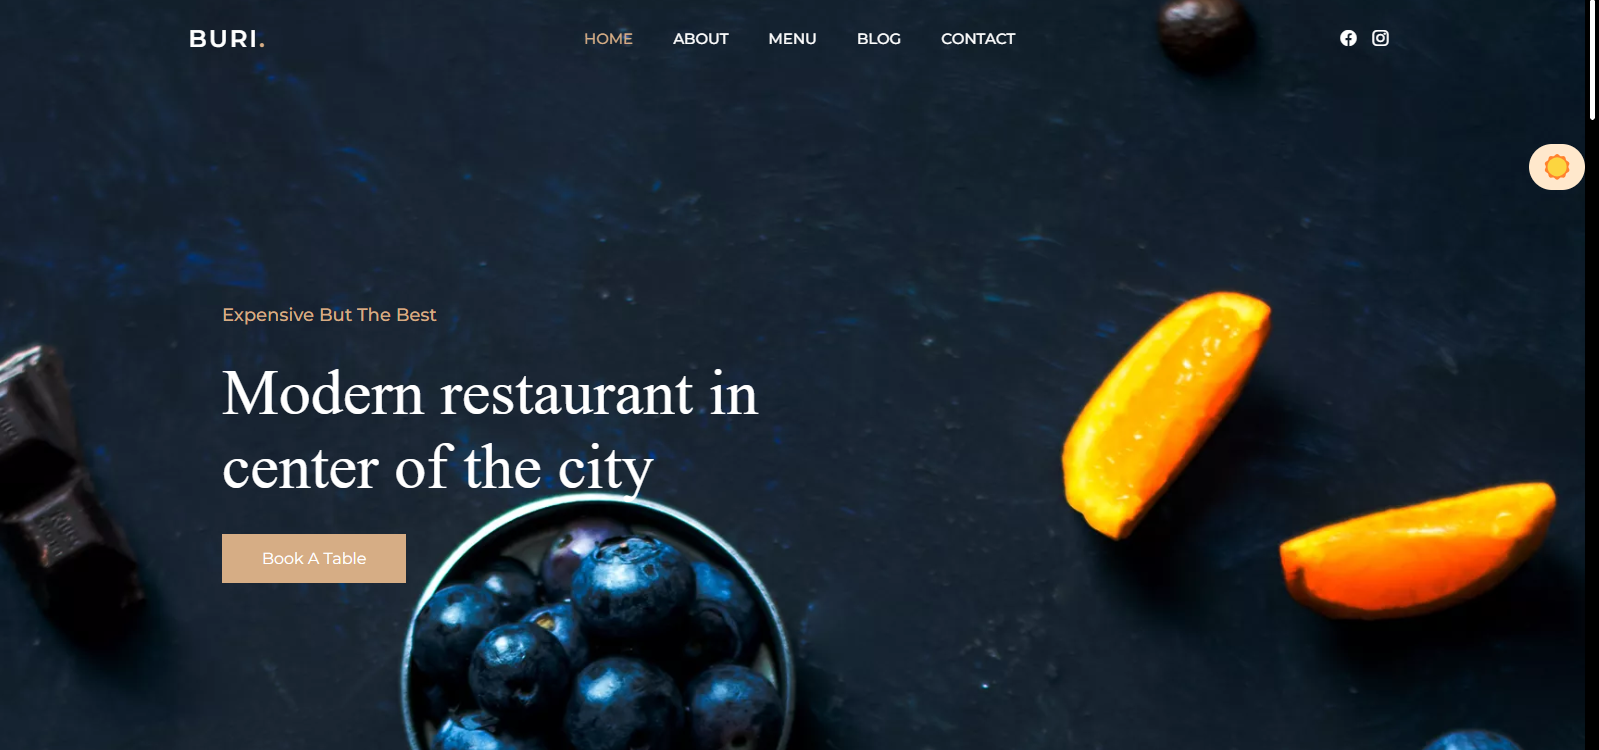 BURI.
HOME ABOUT MENU BLOG CONTACT
Expensive But The Best
Modern restaurant in
center of the city
Book A Table